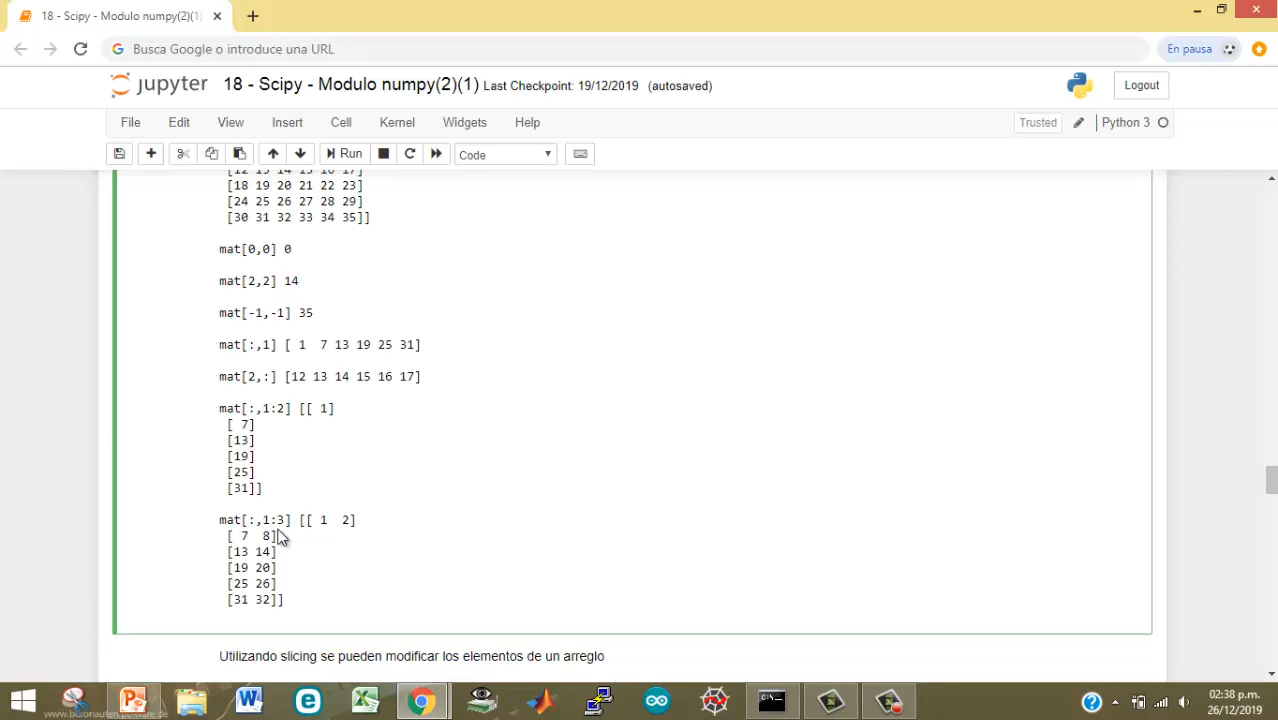 18 - Scipy - Modulo numpy(2)(1)
Busca Google o introduce una URL
En pausa
jupyter 18 - Scipy - Modulo numpy(2)(1) Last Checkpoint: 19/12/2019 (autosaved)
Logout
File Edit View Insert Cell Kernel Widgets Help
Trusted
Python 3
Run
Code
[12 13 14 15 16 17]
[18 19 20 21 22 23]
[24 25 26 27 28 29]
[30 31 32 33 34 35]]
mat[0,0] 0
mat[2,2] 14
mat[-1,-1] 35
mat[:,1] [ 1  7 13 19 25 31]
mat[2,:] [12 13 14 15 16 17]
mat[:,1:2] [[ 1]
[ 7]
[13]
[19]
[25]
[31]]
mat[:,1:3] [[ 1  2]
[ 7  8]
[13 14]
[19 20]
[25 26]
[31 32]]
Utilizando slicing se pueden modificar los elementos de un arreglo
02:38 p.m.
26/12/2019